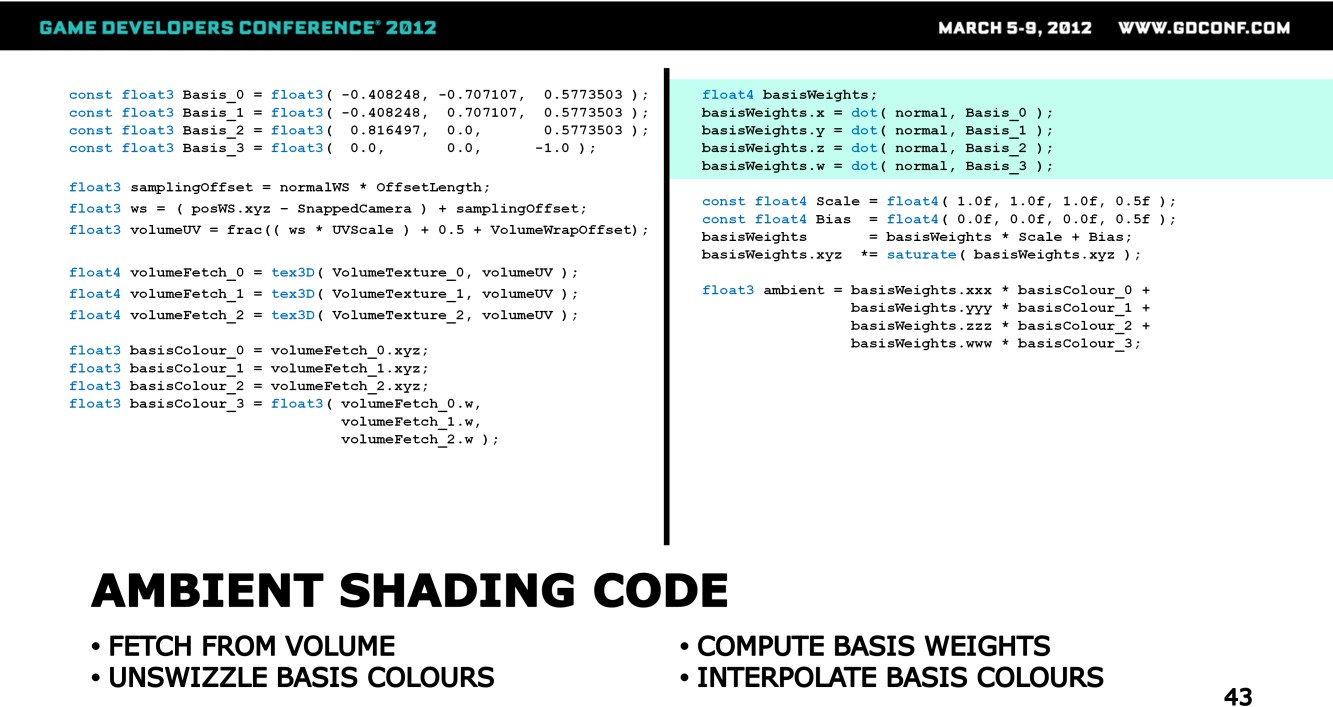 GAME DEVELOPERS CONFERENCE® 2012
MARCH 5-9, 2012 WWW.GDCONF.COM
const float3 Basis_0 = float3( -0.408248, -0.707107, 0.5773503 );
const float3 Basis_1 = float3( -0.408248, 0.707107, 0.5773503 );
const float3 Basis_2 = float3( 0.816497, 0.0, 0.5773503 );
const float3 Basis_3 = float3( 0.0, 0.0, -1.0 );
float3 samplingOffset = normalWS * OffsetLength;
float3 ws = ( posWS.xyz - SnappedCamera ) + samplingOffset;
float3 volumeUV = frac(( ws * UVScale ) + 0.5 + VolumeWrapOffset);
float4 volumeFetch_0 = tex3D( VolumeTexture_0, volumeUV );
float4 volumeFetch_1 = tex3D( VolumeTexture_1, volumeUV );
float4 volumeFetch_2 = tex3D( VolumeTexture_2, volumeUV );
float3 basisColour_0 = volumeFetch_0.xyz;
float3 basisColour_1 = volumeFetch_1.xyz;
float3 basisColour_2 = volumeFetch_2.xyz;
float3 basisColour_3 = float3( volumeFetch_0.w,
volumeFetch_1.w,
volumeFetch_2.w );
float4 basisWeights;
basisWeights.x = dot( normal, Basis_0 );
basisWeights.y = dot( normal, Basis_1 );
basisWeights.z = dot( normal, Basis_2 );
basisWeights.w = dot( normal, Basis_3 );
const float4 Scale = float4( 1.0f, 1.0f, 1.0f, 0.5f );
const float4 Bias = float4( 0.0f, 0.0f, 0.0f, 0.5f );
basisWeights = basisWeights * Scale + Bias;
basisWeights.xyz *= saturate( basisWeights.xyz );
float3 ambient = basisWeights.xxx * basisColour_0 +
basisWeights.yyy * basisColour_1 +
basisWeights.zzz * basisColour_2 +
basisWeights.www * basisColour_3;
AMBIENT SHADING CODE
• FETCH FROM VOLUME
• UNSWIZZLE BASIS COLOURS
• COMPUTE BASIS WEIGHTS
• INTERPOLATE BASIS COLOURS
43